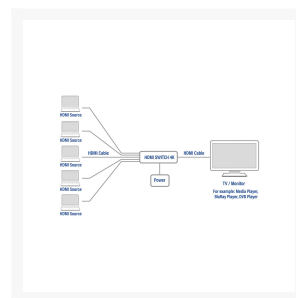 HDMI Source
HDMI Source
HDMI Cable
HDMI SWITCH 4K
HDMI Cable
HDMI Source
Power
HDMI Source
TV / Monitor
For example: Media Player,
BluRay Player, DVD Player
HDMI Source